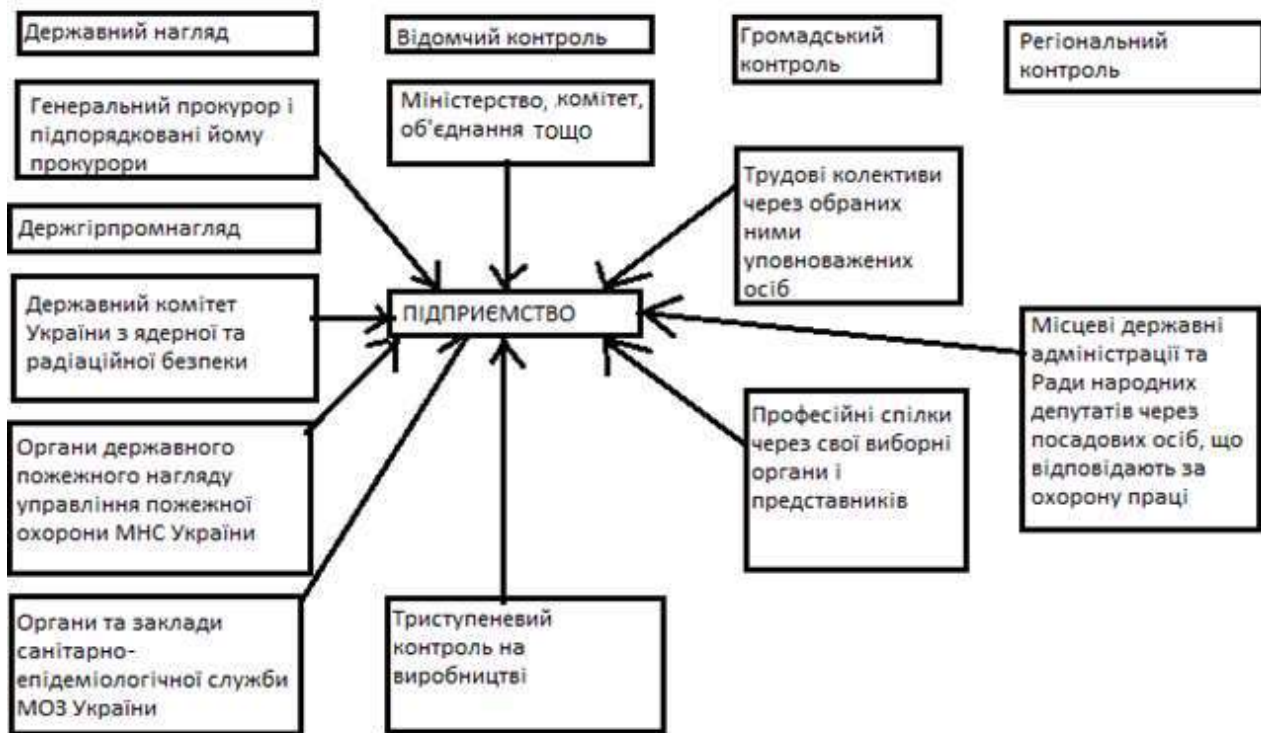 Державний нагляд
Відомчий контроль
Громадський
контроль
Регіональний
контроль
Генеральний прокурор і
підпорядковані йому
прокурори
Міністерство, комітет,
об'єднання тощо
Трудові колективи
через обраних
ними
уповноважених
осіб
Держгірпромнагляд
Державний комітет
України з ядерної та
радіаційної безпеки
ПІДПРИЄМСТВО
Місцеві державні
адміністрації та
Ради народних
депутатів через
посадових осіб, що
відповідають за
охорону праці
Професійні спілки
через свої виборні
органи і
представників
Органи державного
пожежного нагляду
управління пожежної
охорони МНС України
Органи та заклади
санітарно-
епідеміологічної служби
МОЗ України
Триступеневий
контроль на
виробництві